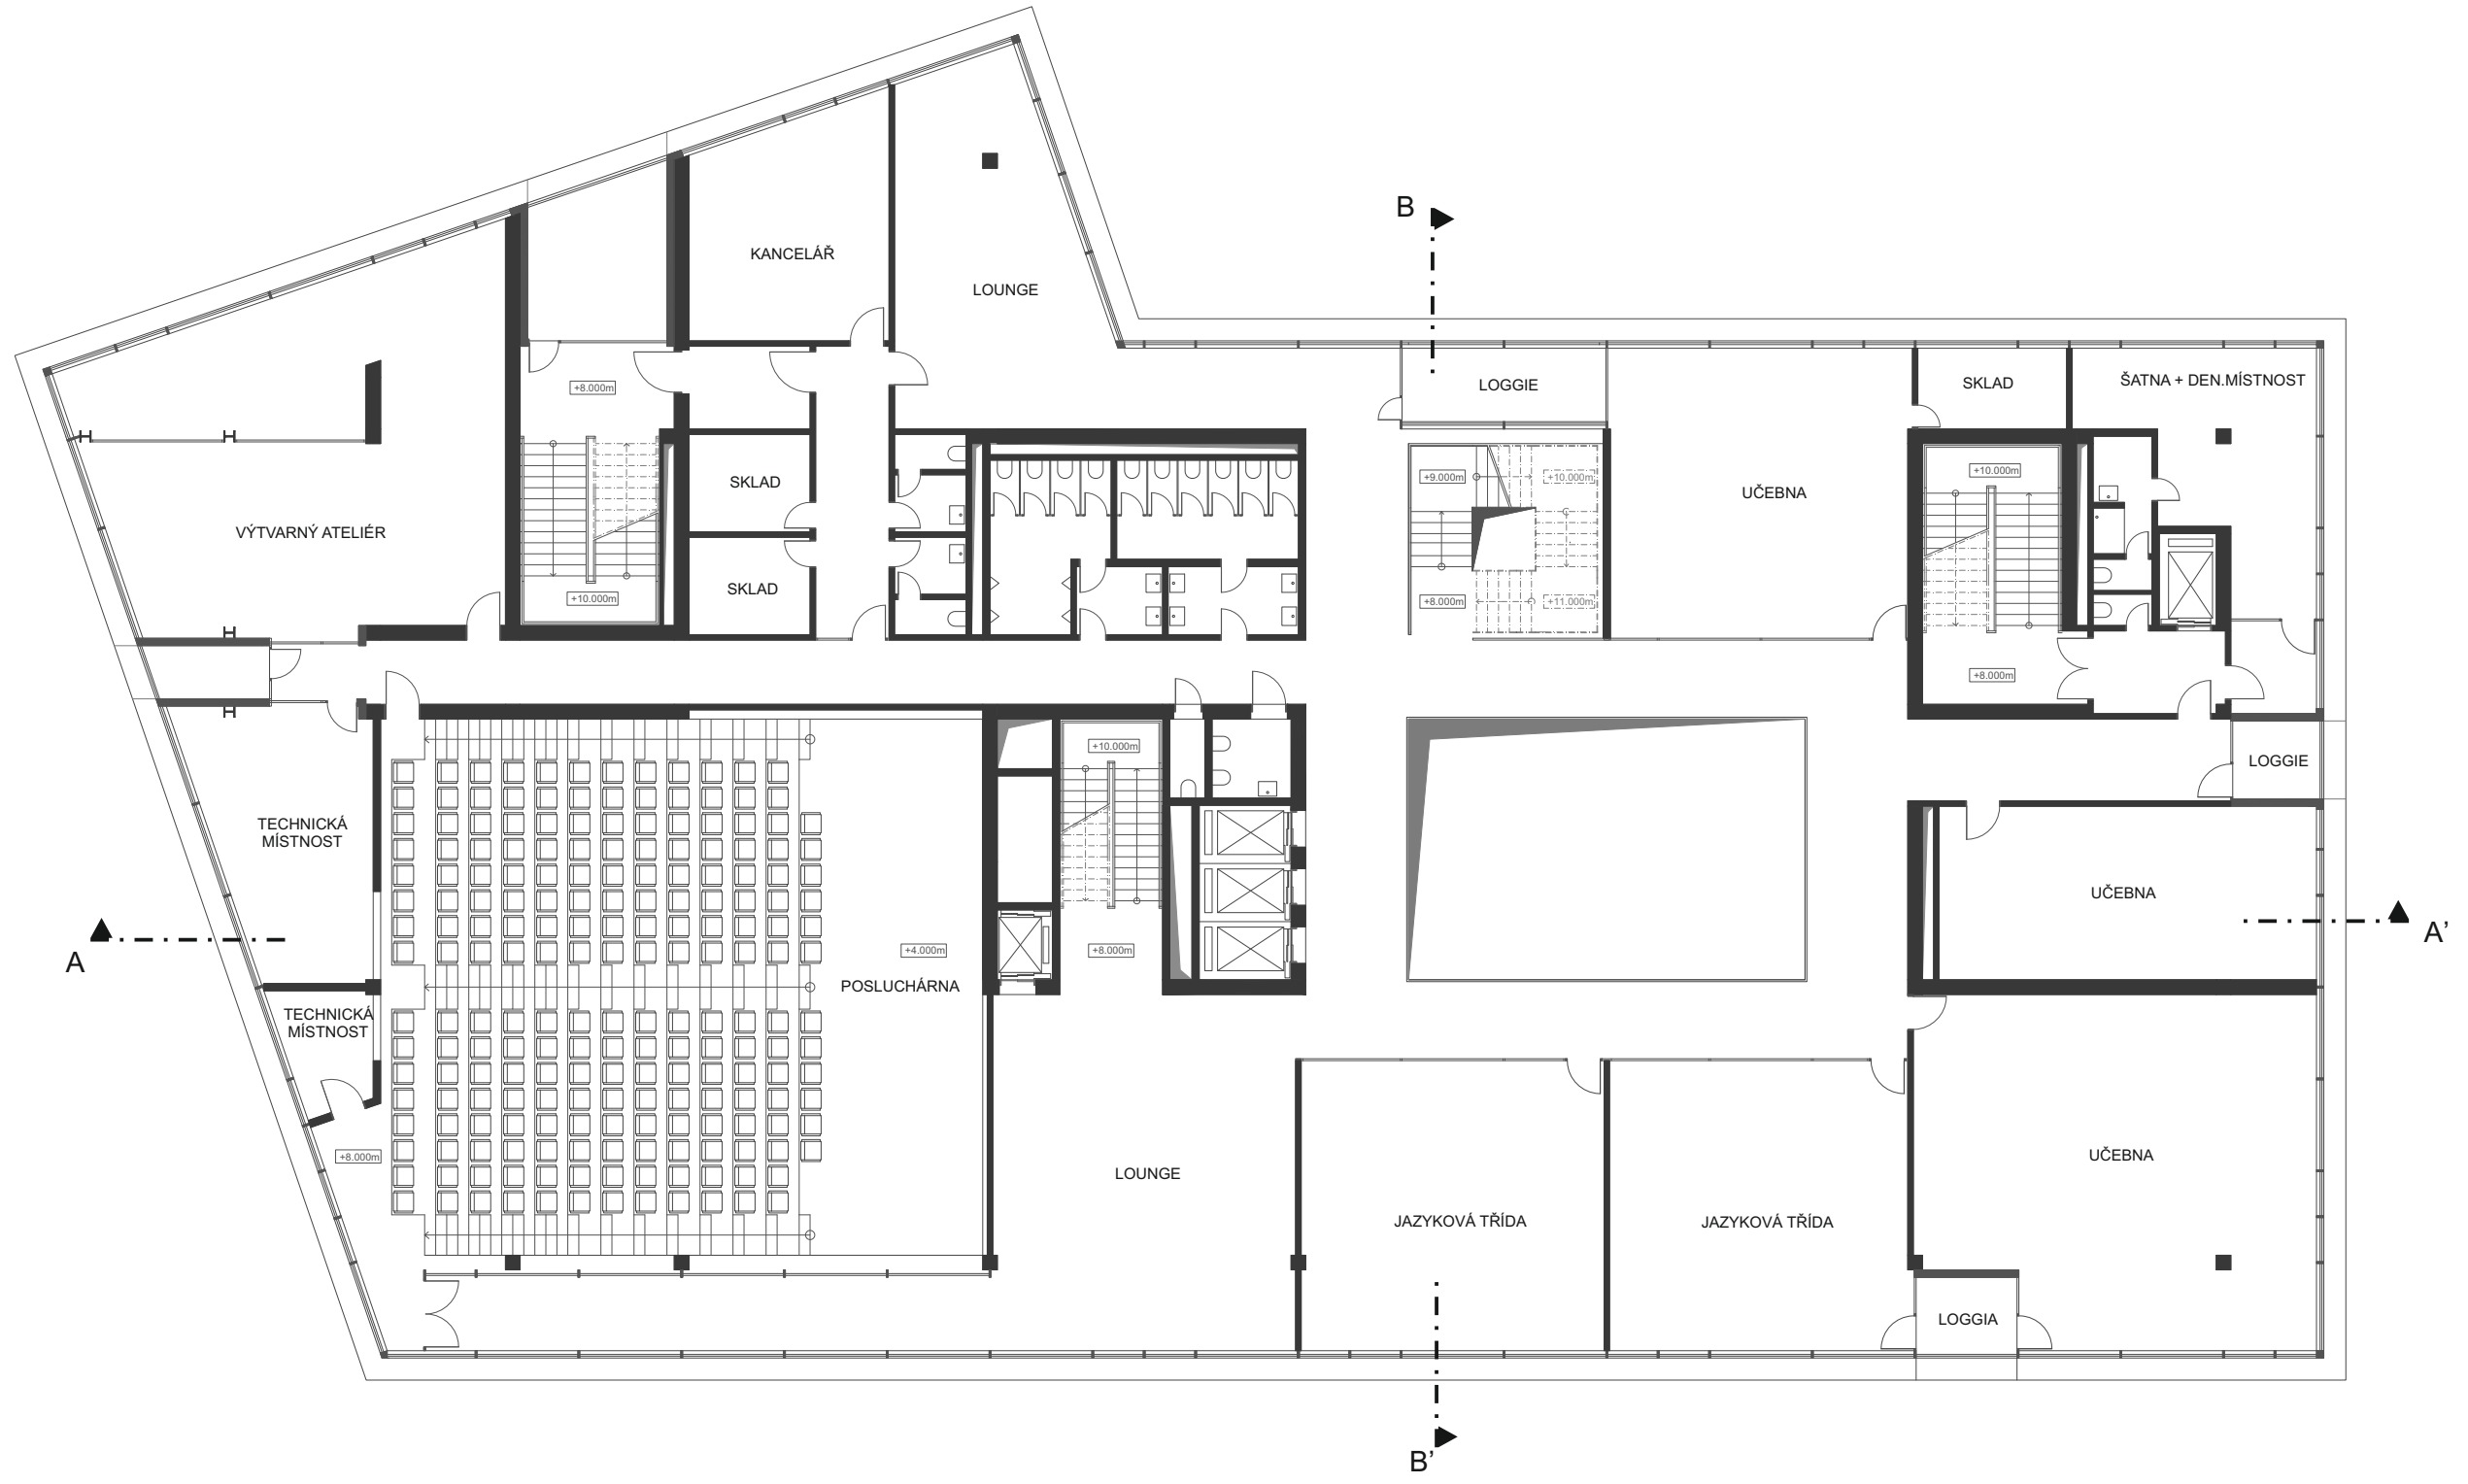 B
KANCELÁŘ
LOUNGE
LOGGIE
SKLAD
ŠATNA + DEN.MÍSTNOST
+8.000m
+9.000m
+10.000m
+10.000m
SKLAD
UČEBNA
VÝTVARNÝ ATELIÉR
SKLAD
+10.000m
+8.000m
+11.000m
+8.000m
+10.000m
LOGGIE
TECHNICKÁ
MÍSTNOST
UČEBNA
A
+4.000m
+8.000m
A’
POSLUCHÁRNA
TECHNICKÁ
MÍSTNOST
+8.000m
LOUNGE
UČEBNA
JAZYKOVÁ TŘÍDA
JAZYKOVÁ TŘÍDA
LOGGIA
B’